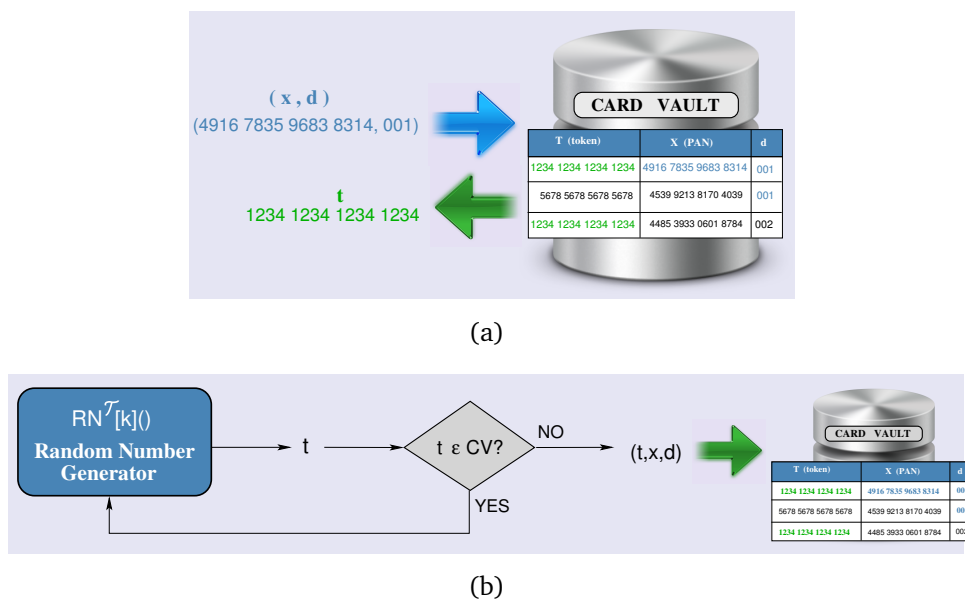 ( x , d )
(4916 7835 9683 8314, 001)
t
1234 1234 1234 1234
CARD VAULT
T (token) X (PAN) d
1234 1234 1234 1234 4916 7835 9683 8314 001
5678 5678 5678 5678 4539 9213 8170 4039 001
1234 1234 1234 1234 4485 3933 0601 8784 002
(a)
RN𝒯[k]()
Random Number
Generator
t
t ε CV?
NO
YES
(t,x,d)
CARD VAULT
T (token) X (PAN) d
1234 1234 1234 1234 4916 7835 9683 8314 00
5678 5678 5678 5678 4539 9213 8170 4039 00
1234 1234 1234 1234 4485 3933 0601 8784 002
(b)